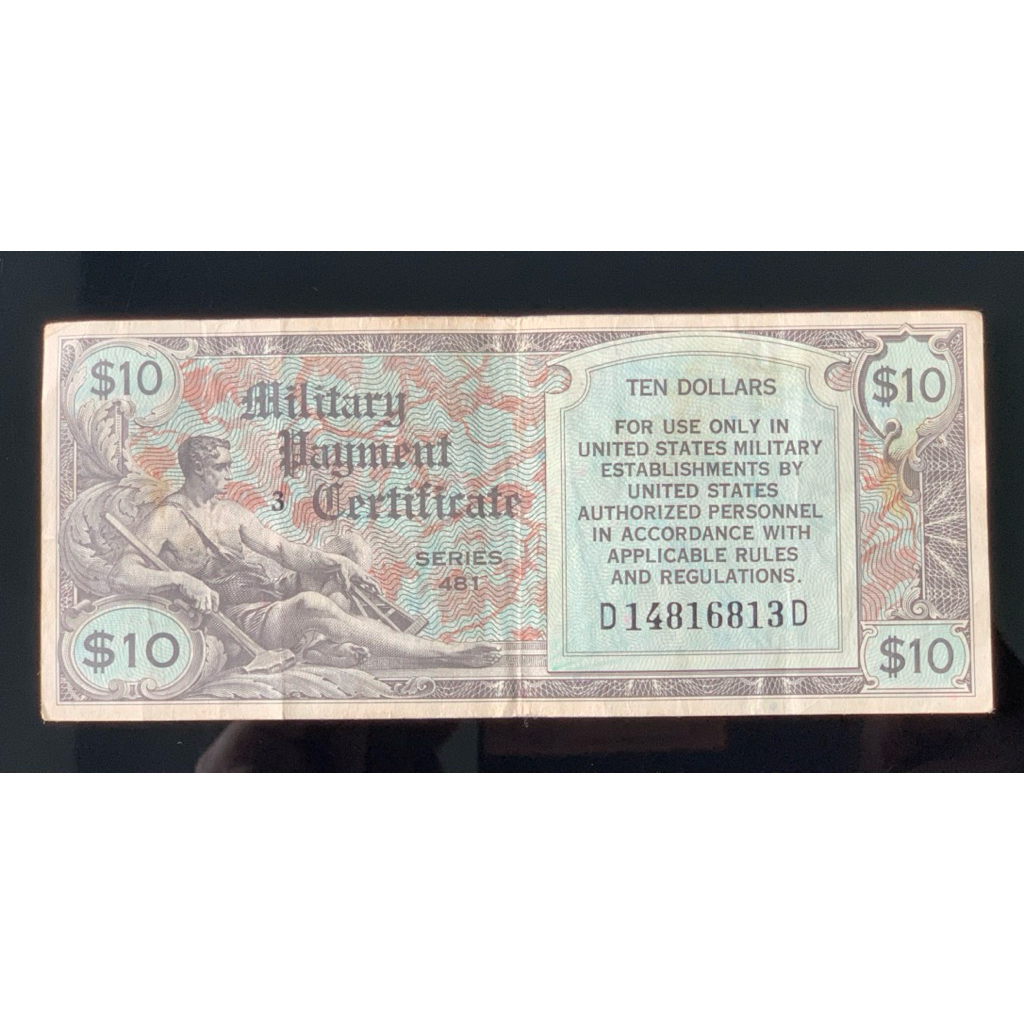 $10
Military
Payment
3 Certificate
SERIES
481
$10
TEN DOLLARS
FOR USE ONLY IN
UNITED STATES MILITARY
ESTABLISHMENTS BY
UNITED STATES
AUTHORIZED PERSONNEL
IN ACCORDANCE WITH
APPLICABLE RULES
AND REGULATIONS.
D14816813D
$10
$10